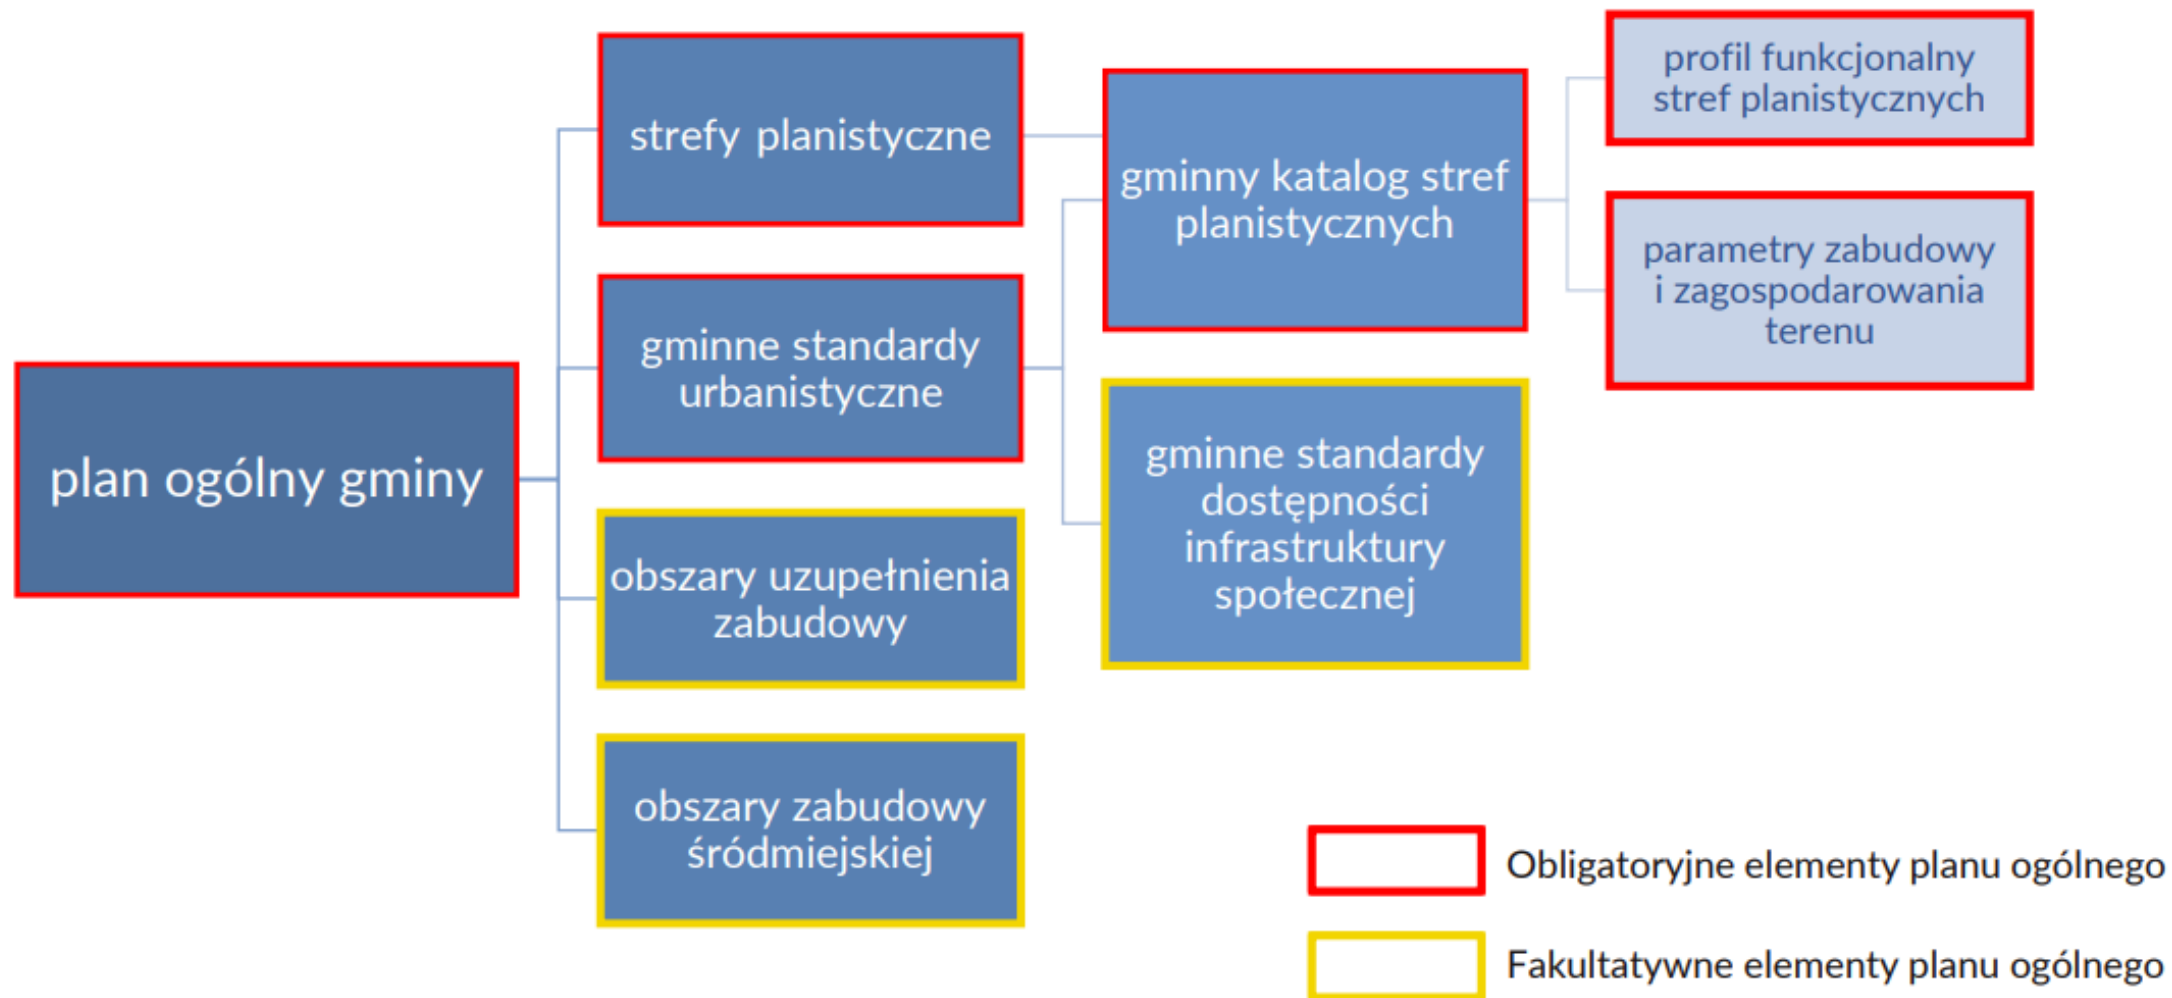 plan ogólny gminy
strefy planistyczne
gminne standardy
urbanistyczne
obszary uzupełnienia
zabudowy
obszary zabudowy
śródmiejskiej
gminny katalog stref
planistycznych
gminne standardy
dostępności
infrastruktury
społecznej
profil funkcjonalny
stref planistycznych
parametry zabudowy
i zagospodarowania
terenu
Obligatoryjne elementy planu ogólnego
Fakultatywne elementy planu ogólnego